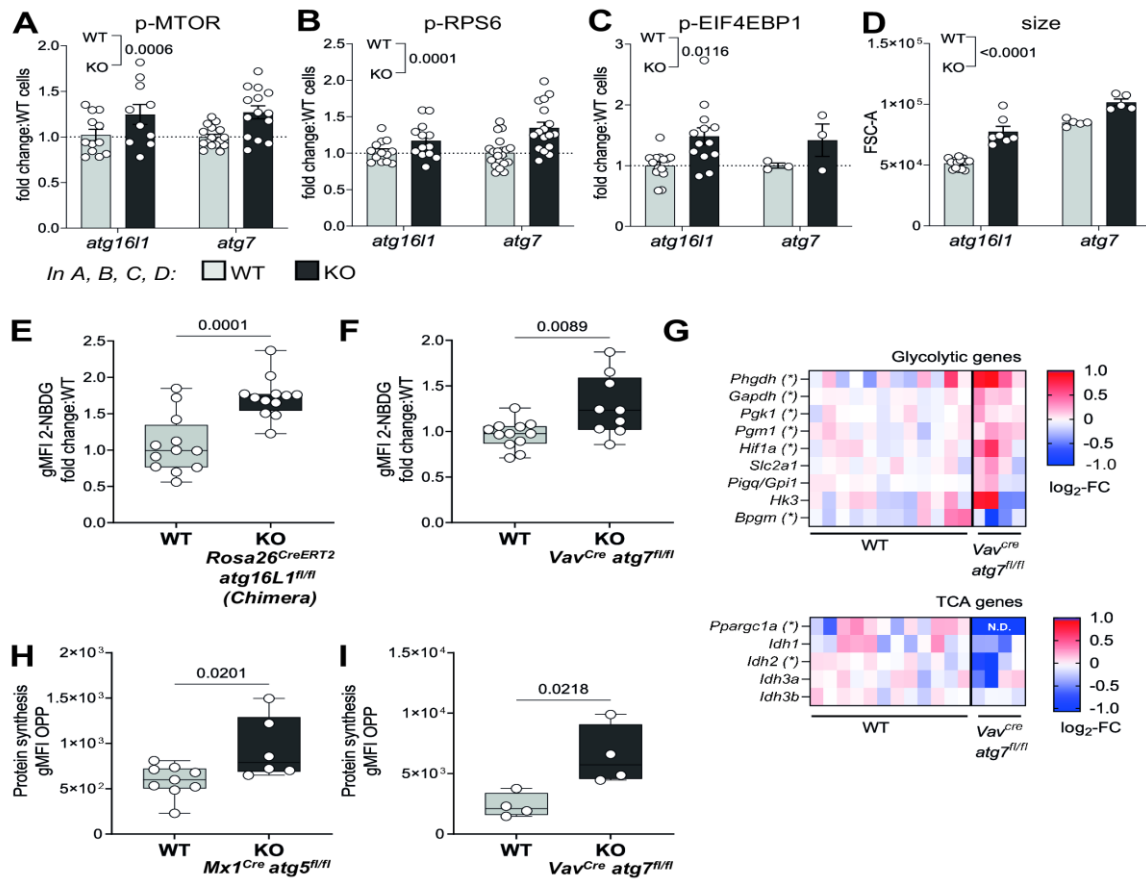 A
p-MTOR
fold change:WT cells
2.0
1.5
1.0
0.5
0.0
WT
KO
0.0006
atg16l1
atg7
B
p-RPS6
fold change:WT cells
2.5
2.0
1.5
1.0
0.5
0.0
WT
KO
0.0001
atg16l1
atg7
C
p-EIF4EBP1
fold change:WT cells
3
2
1
0
WT
KO
0.0116
atg16l1
atg7
D
size
FSC-A
1.5×10⁵
1×10⁵
5×10⁴
0
WT
KO
<0.0001
atg16l1
atg7
In A, B, C, D: WT KO
E
gMFI 2-NBDG
fold change:WT
2.5
2.0
1.5
1.0
0.5
0.0
0.0001
WT
KO
Rosa26CreERT2
atg16L1fl/fl
(Chimera)
F
gMFI 2-NBDG
fold change:WT
2.0
1.5
1.0
0.5
0.0
0.0089
WT
KO
VavCre atg7fl/fl
G
Glycolytic genes
Phgdh (*)
Gapdh (*)
Pgk1 (*)
Pgm1 (*)
Hif1a (*)
Slc2a1
Pigq/Gpi1
Hk3
Bpgm (*)
WT
Vavcre
atg7fl/fl
1.0
0.5
0
-0.5
-1.0
log₂-FC
TCA genes
Ppargc1a (*)
Idh1
Idh2 (*)
Idh3a
Idh3b
N.D.
WT
Vavcre
atg7fl/fl
1.0
0.5
0
-0.5
-1.0
log₂-FC
H
Protein synthesis
gMFI OPP
2×10³
1×10³
5×10²
0
0.0201
WT
KO
Mx1Cre atg5fl/fl
I
Protein synthesis
gMFI OPP
1.5×10⁴
1×10⁴
5×10³
0
0.0218
WT
KO
VavCre atg7fl/fl